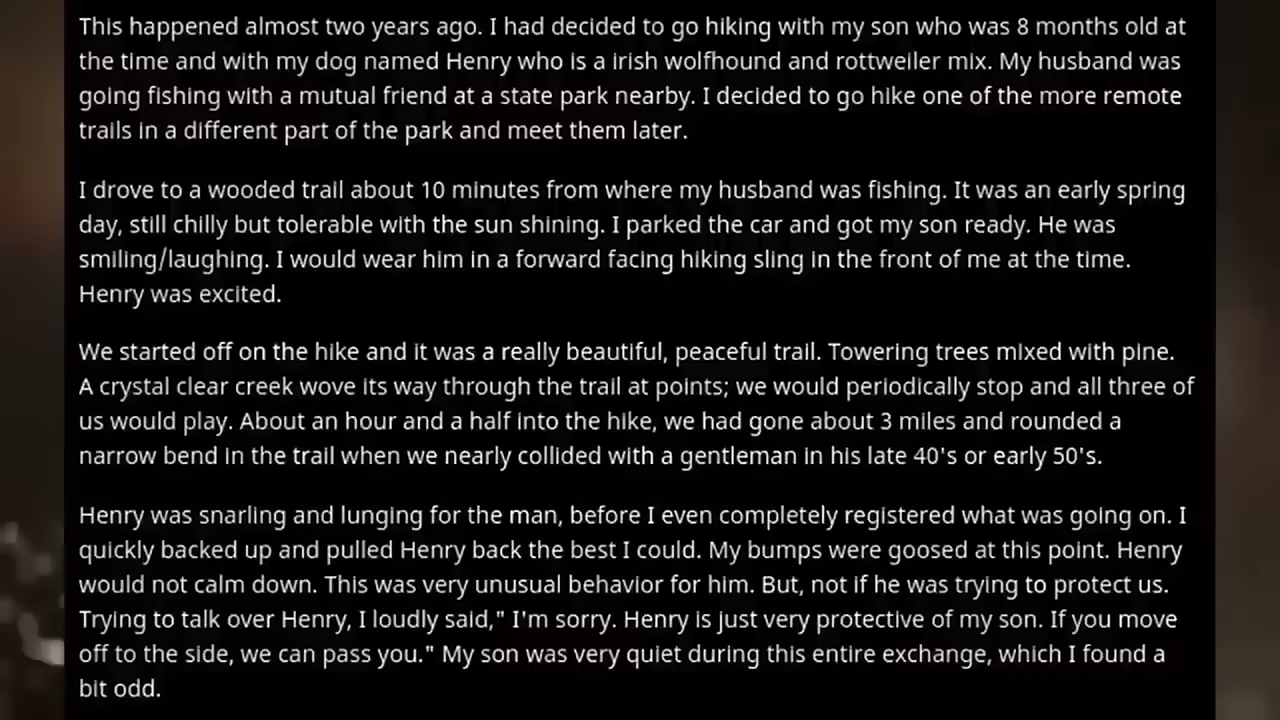 This happened almost two years ago. I had decided to go hiking with my son who was 8 months old at
the time and with my dog named Henry who is a irish wolfhound and rottweiler mix. My husband was
going fishing with a mutual friend at a state park nearby. I decided to go hike one of the more remote
trails in a different part of the park and meet them later.
I drove to a wooded trail about 10 minutes from where my husband was fishing. It was an early spring
day, still chilly but tolerable with the sun shining. I parked the car and got my son ready. He was
smiling/laughing. I would wear him in a forward facing hiking sling in the front of me at the time.
Henry was excited.
We started off on the hike and it was a really beautiful, peaceful trail. Towering trees mixed with pine.
A crystal clear creek wove its way through the trail at points; we would periodically stop and all three of
us would play. About an hour and a half into the hike, we had gone about 3 miles and rounded a
narrow bend in the trail when we nearly collided with a gentleman in his late 40's or early 50's.
Henry was snarling and lunging for the man, before I even completely registered what was going on. I
quickly backed up and pulled Henry back the best I could. My bumps were goosed at this point. Henry
would not calm down. This was very unusual behavior for him. But, not if he was trying to protect us.
Trying to talk over Henry, I loudly said," I'm sorry. Henry is just very protective of my son. If you move
off to the side, we can pass you." My son was very quiet during this entire exchange, which I found a
bit odd.